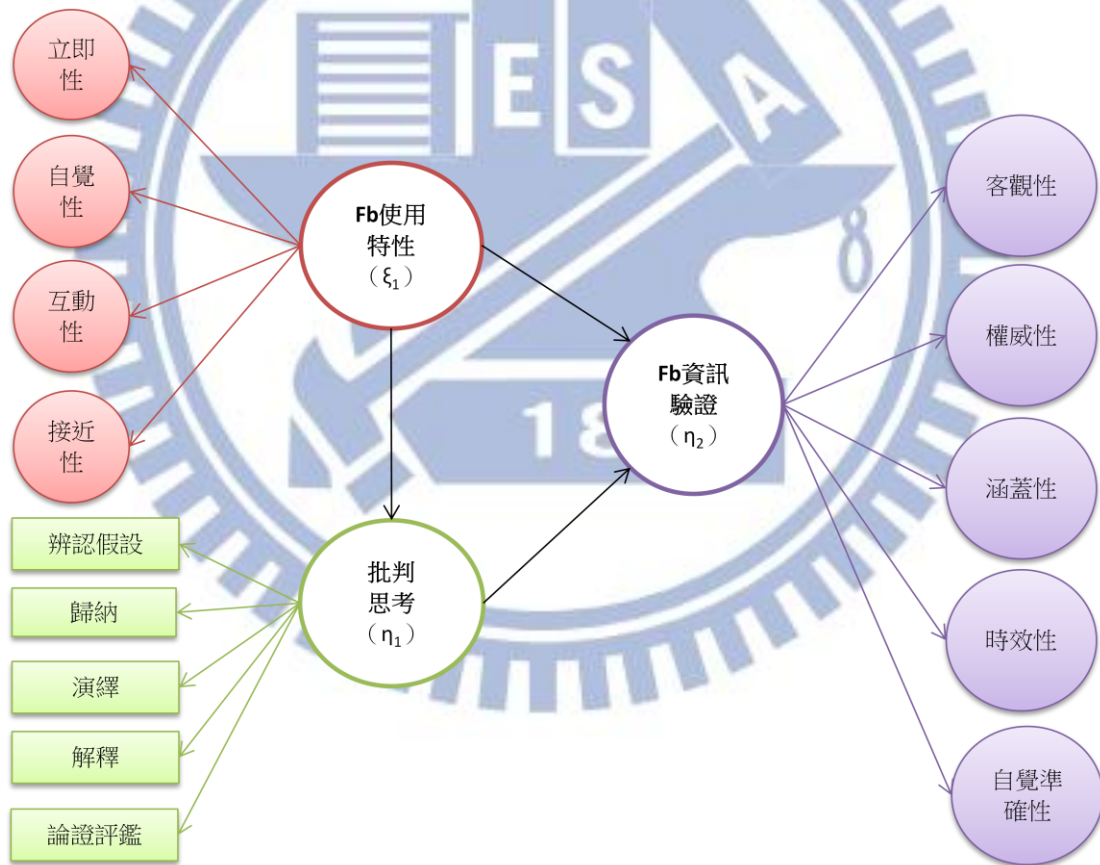 立即
性
自覺
性
互動
性
接近
性
辨認假設
歸納
演繹
解釋
論證評鑑
Fb使用
特性
（ξ₁）
批判
思考
（η₁）
Fb資訊
驗證
（η₂）
客觀性
權威性
涵蓋性
時效性
自覺準
確性
E S A
18